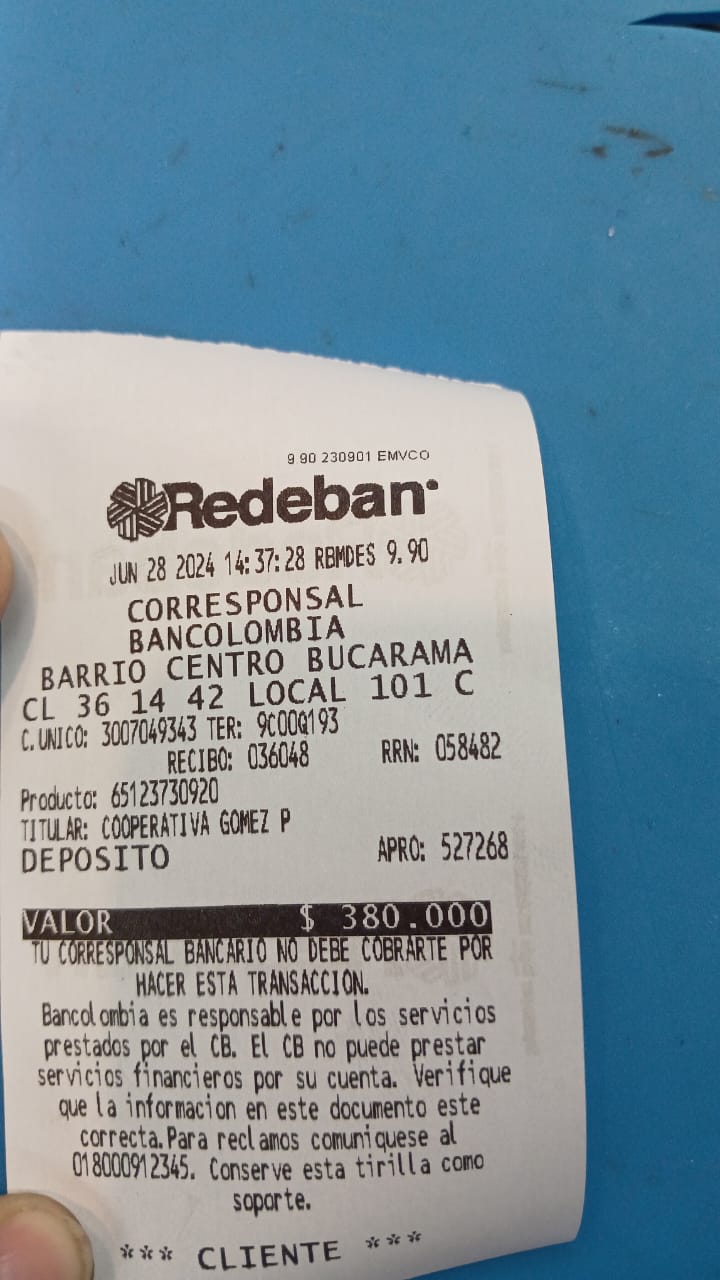 9 90 230901 EMVCO
Redeban
JUN 28 2024 14:37:28 RBMDES 9.90
CORRESPONSAL
BANCOLOMBIA
BARRIO CENTRO BUCARAMA
CL 36 14 42 LOCAL 101 C
C.UNICO: 3007049343 TER: 9C00Q193
RECIBO: 036048 RRN: 058482
Producto: 65123730920
TITULAR: COOPERATIVA GOMEZ P
DEPOSITO APRO: 527268
VALOR $ 380.000
TU CORRESPONSAL BANCARIO NO DEBE COBRARTE POR
HACER ESTA TRANSACCION.
Bancolombia es responsable por los servicios
prestados por el CB. El CB no puede prestar
servicios financieros por su cuenta. Verifique
que la informacion en este documento este
correcta.Para reclamos comuniquese al
018000912345. Conserve esta tirilla como
soporte.
*** CLIENTE ***